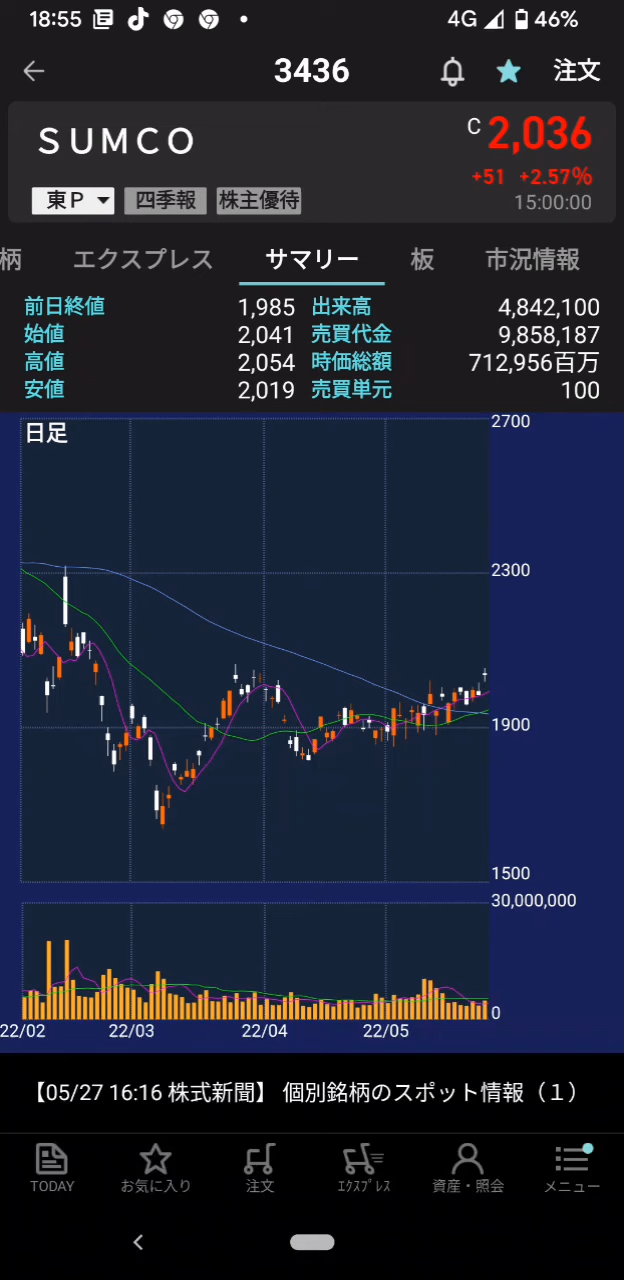 18:55 4G 46%
3436 注文
SUMCO C 2,036
+51 +2.57%
東P 四季報 株主優待 15:00:00
柄 エクスプレス サマリー 板 市況情報
前日終値 1,985 出来高 4,842,100
始値 2,041 売買代金 9,858,187
高値 2,054 時価総額 712,956百万
安値 2,019 売買単元 100
日足
2700
2300
1900
1500
30,000,000
0
22/02 22/03 22/04 22/05
【05/27 16:16 株式新聞】 個別銘柄のスポット情報（１）
TODAY お気に入り 注文 ｴｸｽﾌﾟﾚｽ 資産・照会 メニュー